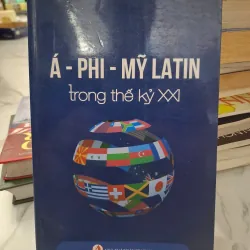 Á - PHI - MỸ LATIN
trong thế kỷ XXI